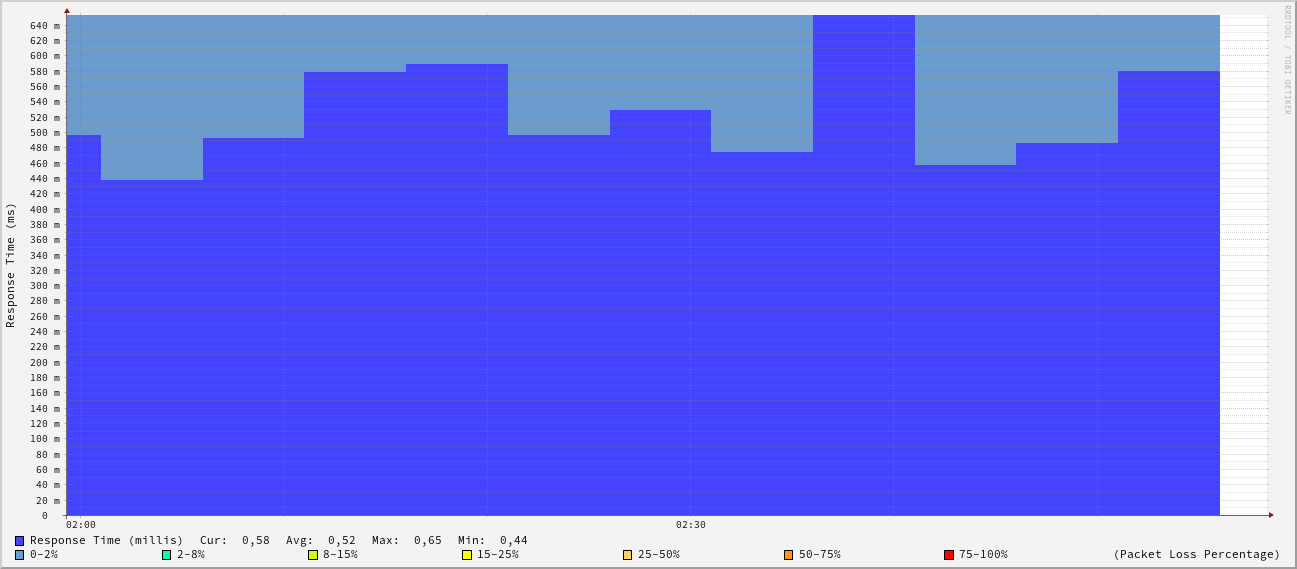 RRDTOOL / TOBI OETIKER
Response Time (ms)
640 m
620 m
600 m
580 m
560 m
540 m
520 m
500 m
480 m
460 m
440 m
420 m
400 m
380 m
360 m
340 m
320 m
300 m
280 m
260 m
240 m
220 m
200 m
180 m
160 m
140 m
120 m
100 m
80 m
60 m
40 m
20 m
0
02:00 02:30
Response Time (millis) Cur: 0,58 Avg: 0,52 Max: 0,65 Min: 0,44
0-2% 2-8% 8-15% 15-25% 25-50% 50-75% 75-100% (Packet Loss Percentage)